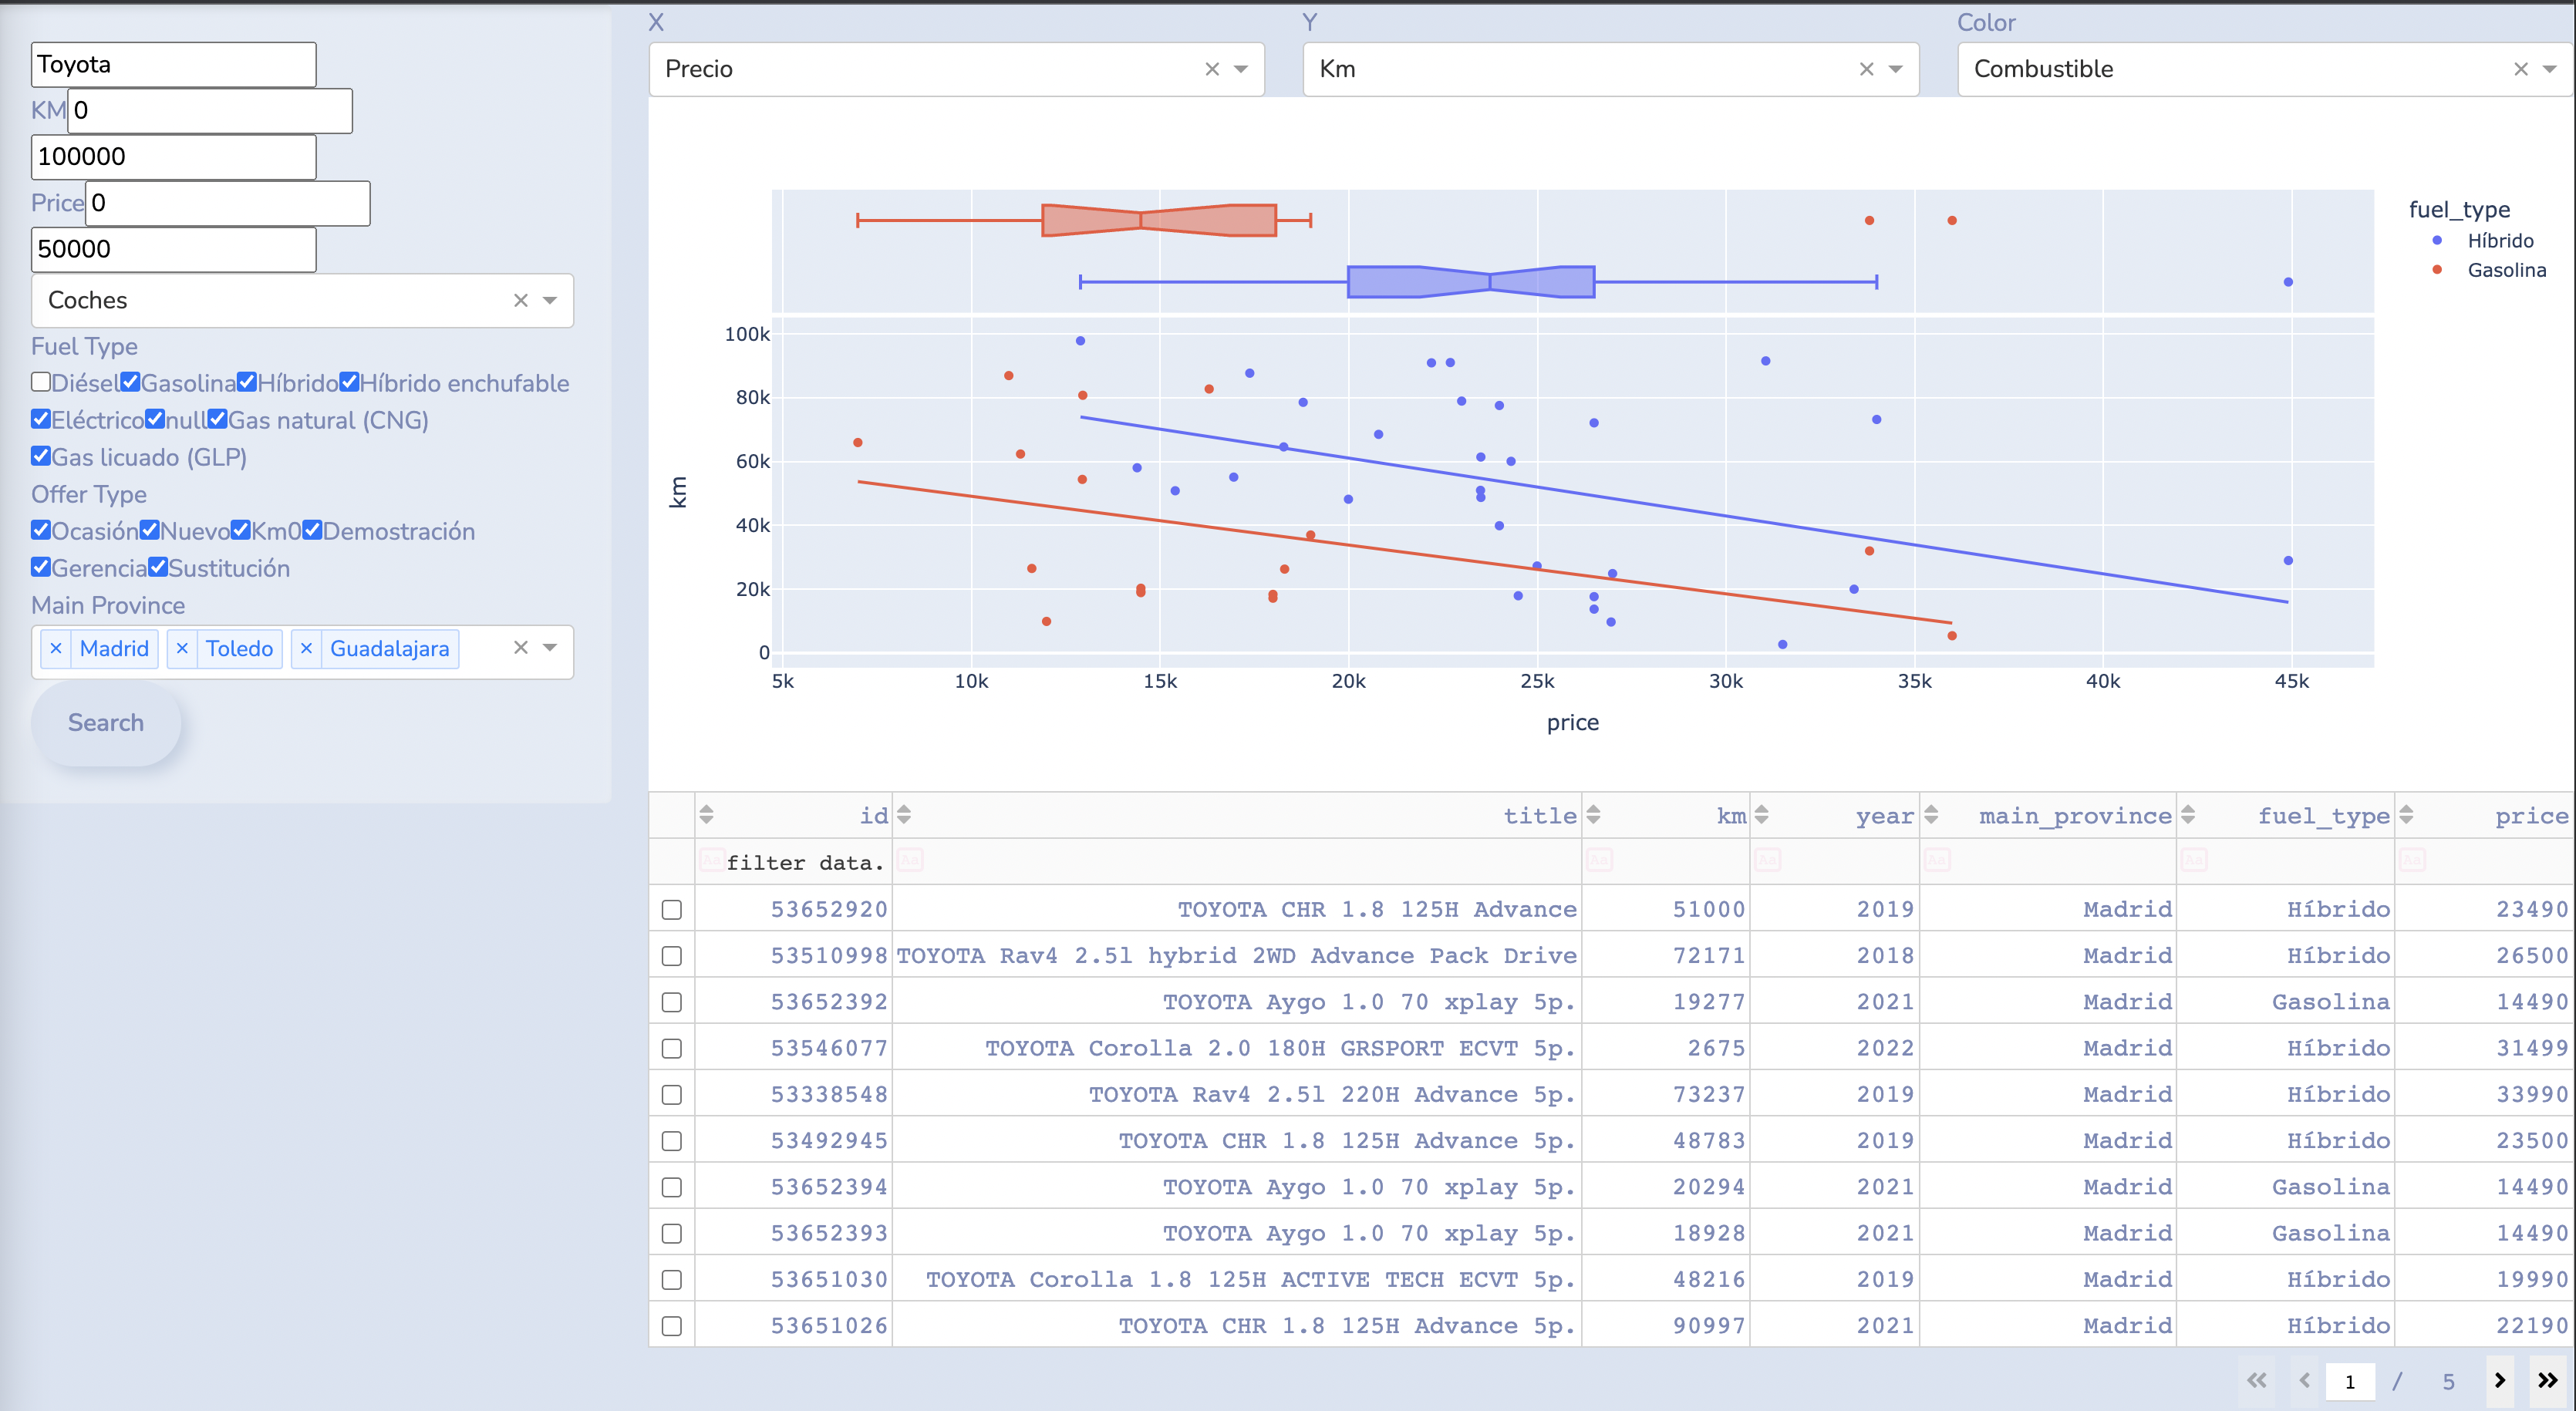 Toyota
KM 0
100000
Price 0
50000
Coches
Fuel Type
Diésel Gasolina Híbrido Híbrido enchufable
Eléctrico null Gas natural (CNG)
Gas licuado (GLP)
Offer Type
Ocasión Nuevo Km0 Demostración
Gerencia Sustitución
Main Province
× Madrid × Toledo × Guadalajara
Search
X Y Color
Precio Km Combustible
fuel_type
Híbrido
Gasolina
100k
80k
60k
40k
20k
0
km
5k 10k 15k 20k 25k 30k 35k 40k 45k
price
id title km year main_province fuel_type price
Aa filter data. Aa Aa Aa Aa Aa Aa
53652920 TOYOTA CHR 1.8 125H Advance 51000 2019 Madrid Híbrido 23490
53510998 TOYOTA Rav4 2.5l hybrid 2WD Advance Pack Drive 72171 2018 Madrid Híbrido 26500
53652392 TOYOTA Aygo 1.0 70 xplay 5p. 19277 2021 Madrid Gasolina 14490
53546077 TOYOTA Corolla 2.0 180H GRSPORT ECVT 5p. 2675 2022 Madrid Híbrido 31499
53338548 TOYOTA Rav4 2.5l 220H Advance 5p. 73237 2019 Madrid Híbrido 33990
53492945 TOYOTA CHR 1.8 125H Advance 5p. 48783 2019 Madrid Híbrido 23500
53652394 TOYOTA Aygo 1.0 70 xplay 5p. 20294 2021 Madrid Gasolina 14490
53652393 TOYOTA Aygo 1.0 70 xplay 5p. 18928 2021 Madrid Gasolina 14490
53651030 TOYOTA Corolla 1.8 125H ACTIVE TECH ECVT 5p. 48216 2019 Madrid Híbrido 19990
53651026 TOYOTA CHR 1.8 125H Advance 5p. 90997 2021 Madrid Híbrido 22190
1 / 5